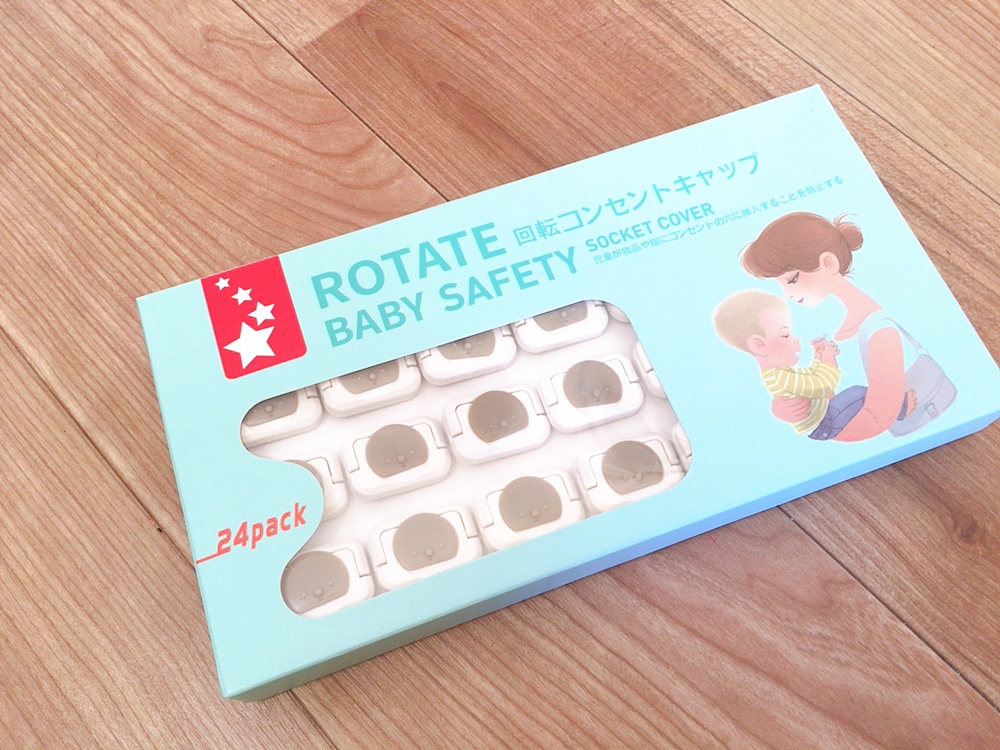 ROTATE 回転コンセントキャップ
BABY SAFETY SOCKET COVER
児童が物品や指にコンセントの穴に挿入することを防止する
24pack